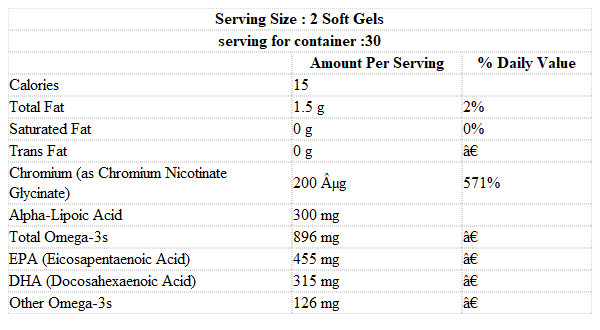 Serving Size : 2 Soft Gels
serving for container :30
Amount Per Serving % Daily Value
Calories 15
Total Fat 1.5 g 2%
Saturated Fat 0 g 0%
Trans Fat 0 g â€
Chromium (as Chromium Nicotinate
Glycinate) 200 Âµg 571%
Alpha-Lipoic Acid 300 mg
Total Omega-3s 896 mg â€
EPA (Eicosapentaenoic Acid) 455 mg â€
DHA (Docosahexaenoic Acid) 315 mg â€
Other Omega-3s 126 mg â€